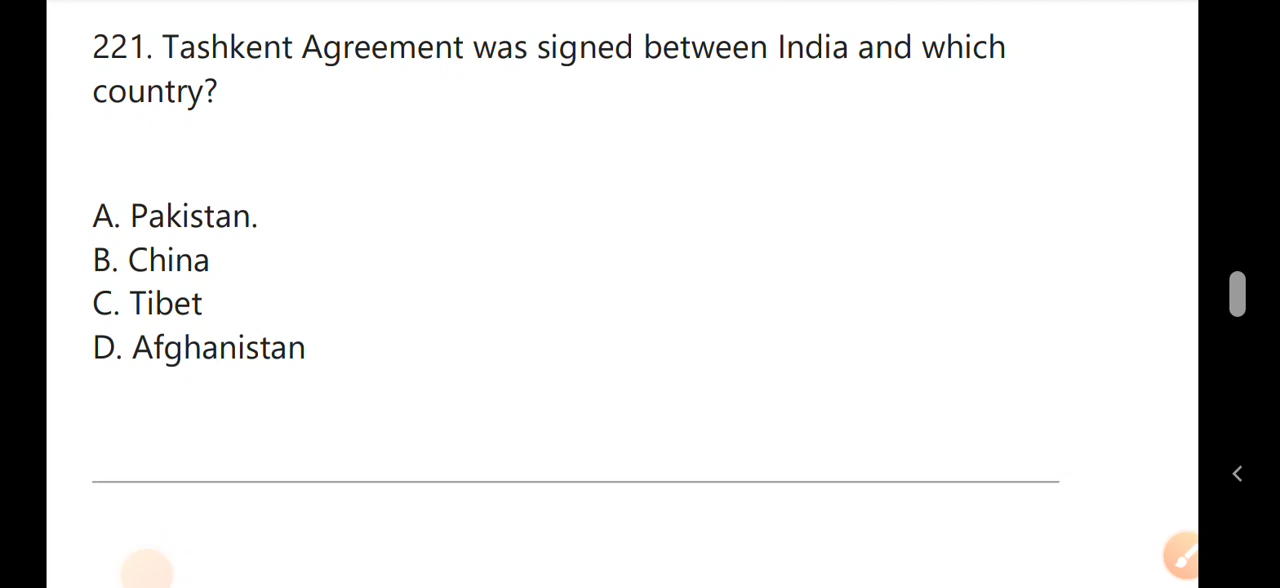 221. Tashkent Agreement was signed between India and which
country?
A. Pakistan.
B. China
C. Tibet
D. Afghanistan